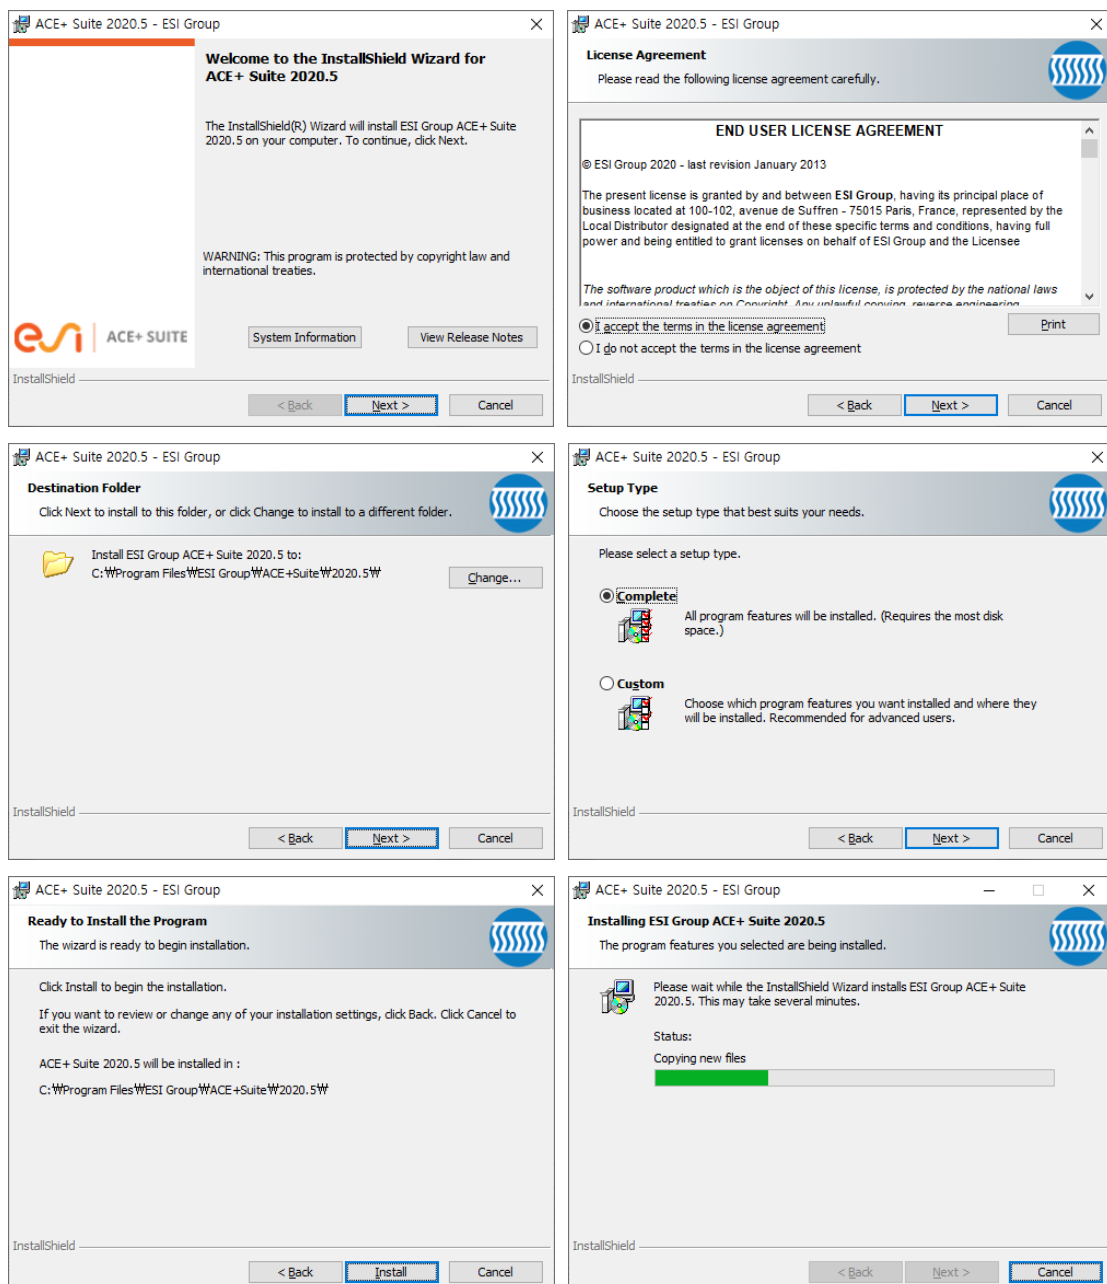 ACE+ Suite 2020.5 - ESI Group
Welcome to the InstallShield Wizard for
ACE+ Suite 2020.5
The InstallShield(R) Wizard will install ESI Group ACE+Suite
2020.5 on your computer. To continue, click Next.
WARNING: This program is protected by copyright law and
international treaties.
esi ACE+ SUITE
System Information
View Release Notes
InstallShield
< Back
Next >
Cancel
ACE+ Suite 2020.5 - ESI Group
License Agreement
Please read the following license agreement carefully.
END USER LICENSE AGREEMENT
© ESI Group 2020 - last revision January 2013
The present license is granted by and between ESI Group, having its principal place of
business located at 100-102, avenue de Suffren - 75015 Paris, France, represented by the
Local Distributor designated at the end of these specific terms and conditions, having full
power and being entitled to grant licenses on behalf of ESI Group and the Licensee
The software product which is the object of this license, is protected by the national laws
and international treaties on Copyright. Any unlawful copying, reverse engineering
I accept the terms in the license agreement
Print
I do not accept the terms in the license agreement
InstallShield
< Back
Next >
Cancel
ACE+ Suite 2020.5 - ESI Group
Destination Folder
Click Next to install to this folder, or click Change to install to a different folder.
Install ESI Group ACE+Suite 2020.5 to:
C:₩Program Files₩ESI Group₩ACE+Suite₩2020.5₩
Change...
InstallShield
< Back
Next >
Cancel
ACE+ Suite 2020.5 - ESI Group
Setup Type
Choose the setup type that best suits your needs.
Please select a setup type.
Complete
All program features will be installed. (Requires the most disk
space.)
Custom
Choose which program features you want installed and where they
will be installed. Recommended for advanced users.
InstallShield
< Back
Next >
Cancel
ACE+ Suite 2020.5 - ESI Group
Ready to Install the Program
The wizard is ready to begin installation.
Click Install to begin the installation.
If you want to review or change any of your installation settings, click Back. Click Cancel to
exit the wizard.
ACE+Suite 2020.5 will be installed in :
C:₩Program Files₩ESI Group₩ACE+Suite₩2020.5₩
InstallShield
< Back
Install
Cancel
ACE+ Suite 2020.5 - ESI Group
Installing ESI Group ACE+ Suite 2020.5
The program features you selected are being installed.
Please wait while the InstallShield Wizard installs ESI Group ACE+Suite
2020.5. This may take several minutes.
Status:
Copying new files
InstallShield
< Back
Next >
Cancel